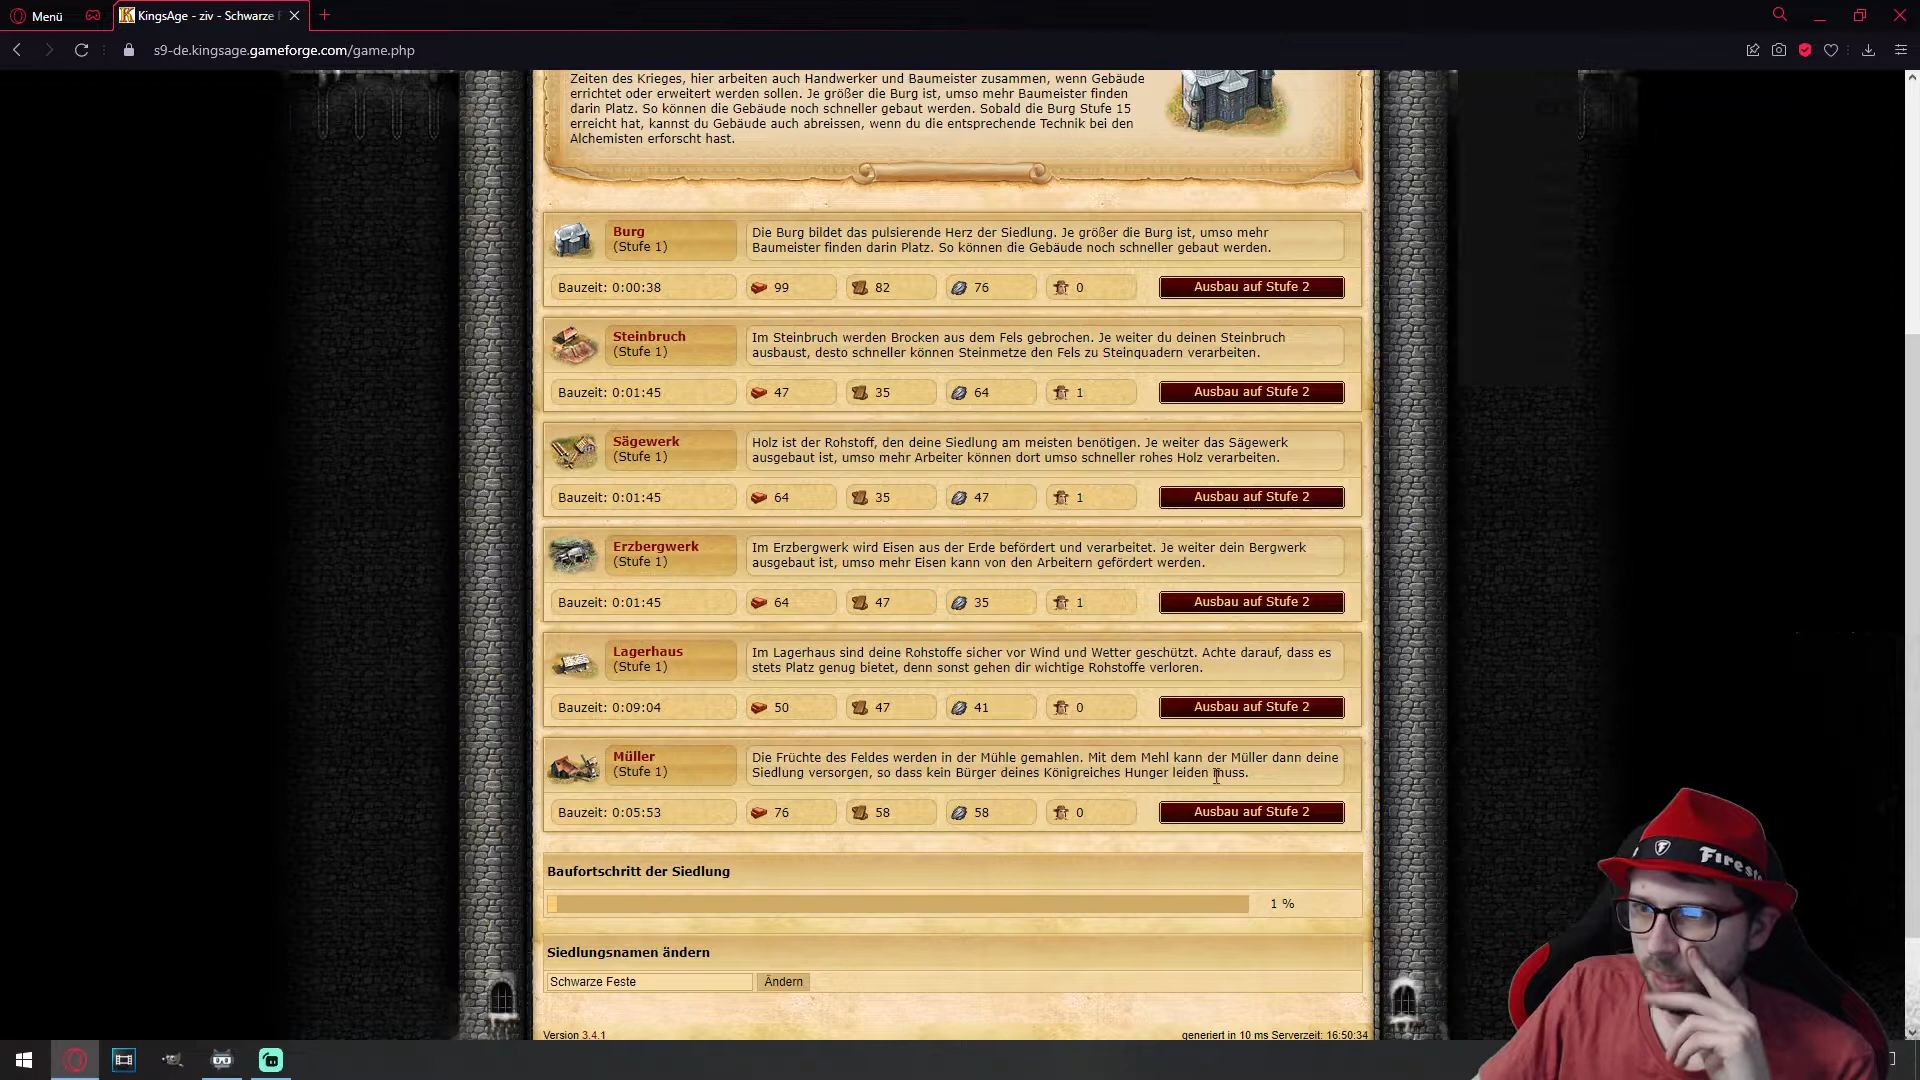 Menü
KingsAge - ziv - Schwarze F
s9-de.kingsage.gameforge.com/game.php
Zeiten des Krieges, hier arbeiten auch Handwerker und Baumeister zusammen, wenn Gebäude
errichtet oder erweitert werden sollen. Je größer die Burg ist, umso mehr Baumeister finden
darin Platz. So können die Gebäude noch schneller gebaut werden. Sobald die Burg Stufe 15
erreicht hat, kannst du Gebäude auch abreissen, wenn du die entsprechende Technik bei den
Alchemisten erforscht hast.
Burg
(Stufe 1)
Die Burg bildet das pulsierende Herz der Siedlung. Je größer die Burg ist, umso mehr
Baumeister finden darin Platz. So können die Gebäude noch schneller gebaut werden.
Bauzeit: 0:00:38 99 82 76 0 Ausbau auf Stufe 2
Steinbruch
(Stufe 1)
Im Steinbruch werden Brocken aus dem Fels gebrochen. Je weiter du deinen Steinbruch
ausbaust, desto schneller können Steinmetze den Fels zu Steinquadern verarbeiten.
Bauzeit: 0:01:45 47 35 64 1 Ausbau auf Stufe 2
Sägewerk
(Stufe 1)
Holz ist der Rohstoff, den deine Siedlung am meisten benötigen. Je weiter das Sägewerk
ausgebaut ist, umso mehr Arbeiter können dort umso schneller rohes Holz verarbeiten.
Bauzeit: 0:01:45 64 35 47 1 Ausbau auf Stufe 2
Erzbergwerk
(Stufe 1)
Im Erzbergwerk wird Eisen aus der Erde befördert und verarbeitet. Je weiter dein Bergwerk
ausgebaut ist, umso mehr Eisen kann von den Arbeitern gefördert werden.
Bauzeit: 0:01:45 64 47 35 1 Ausbau auf Stufe 2
Lagerhaus
(Stufe 1)
Im Lagerhaus sind deine Rohstoffe sicher vor Wind und Wetter geschützt. Achte darauf, dass es
stets Platz genug bietet, denn sonst gehen dir wichtige Rohstoffe verloren.
Bauzeit: 0:09:04 50 47 41 0 Ausbau auf Stufe 2
Müller
(Stufe 1)
Die Früchte des Feldes werden in der Mühle gemahlen. Mit dem Mehl kann der Müller dann deine
Siedlung versorgen, so dass kein Bürger deines Königreiches Hunger leiden muss.
Bauzeit: 0:05:53 76 58 58 0 Ausbau auf Stufe 2
Baufortschritt der Siedlung
1 %
Siedlungsnamen ändern
Schwarze Feste Ändern
Version 3.4.1 generiert in 10 ms Serverzeit: 16:50:34